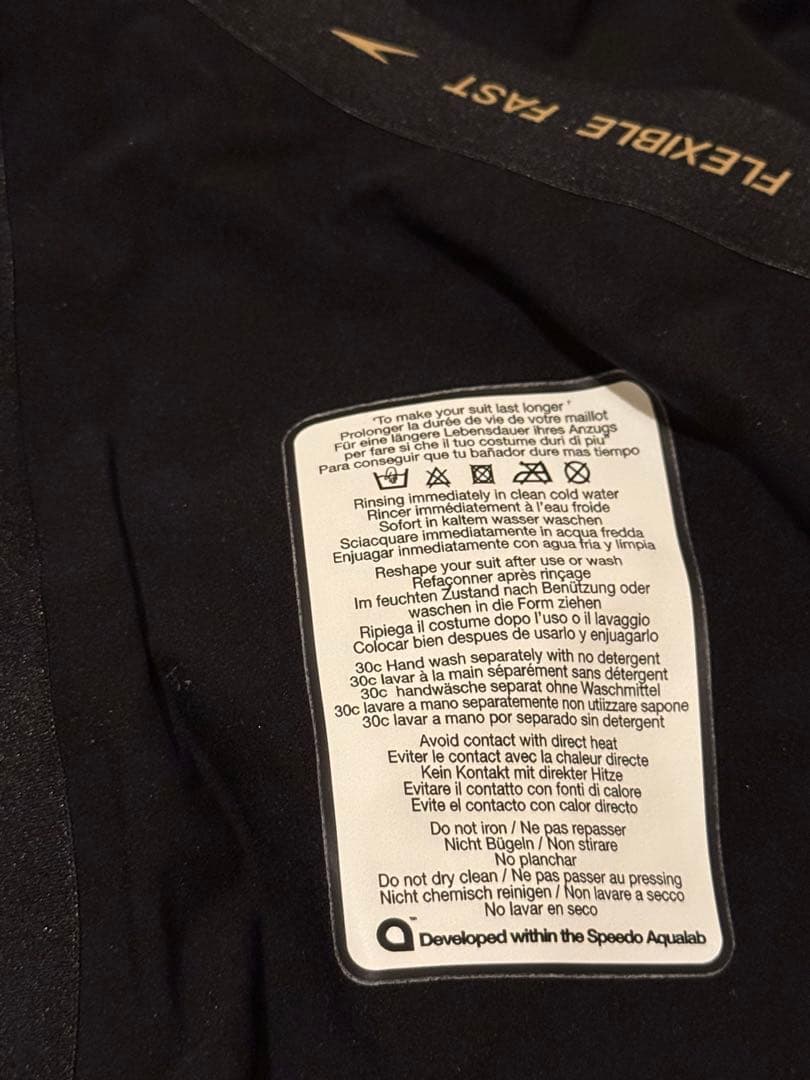 FLEXIBLE FAST
'To make your suit last longer '
Prolonger la durée de vie de votre maillot
Für eine längere Lebensdauer ihres Anzugs
per fare si che il tuo costume duri di piu"
Para conseguir que tu bañador dure mas tiempo
Rinsing immediately in clean cold water
Rincer immédiatement à l'eau froide
Sofort in kaltem wasser waschen
Sciacquare immediatamente in acqua fredda
Enjuagar inmediatamente con agua fria y limpia
Reshape your suit after use or wash
Refaçonner après rinçage
Im feuchten Zustand nach Benützung oder
waschen in die Form ziehen
Ripiega il costume dopo l'uso o il lavaggio
Colocar bien despues de usarlo y enjuagarlo
30c Hand wash separately with no detergent
30c lavar à la main séparément sans détergent
30c handwäsche separat ohne Waschmittel
30c lavare a mano separatemente non utiizzare sapone
30c lavar a mano por separado sin detergent
Avoid contact with direct heat
Eviter le contact avec la chaleur directe
Kein Kontakt mit direkter Hitze
Evitare il contatto con fonti di calore
Evite el contacto con calor directo
Do not iron / Ne pas repasser
Nicht Bügeln / Non stirare
No planchar
Do not dry clean / Ne pas passer au pressing
Nicht chemisch reinigen / Non lavare a secco
No lavar en seco
™
Developed within the Speedo Aqualab